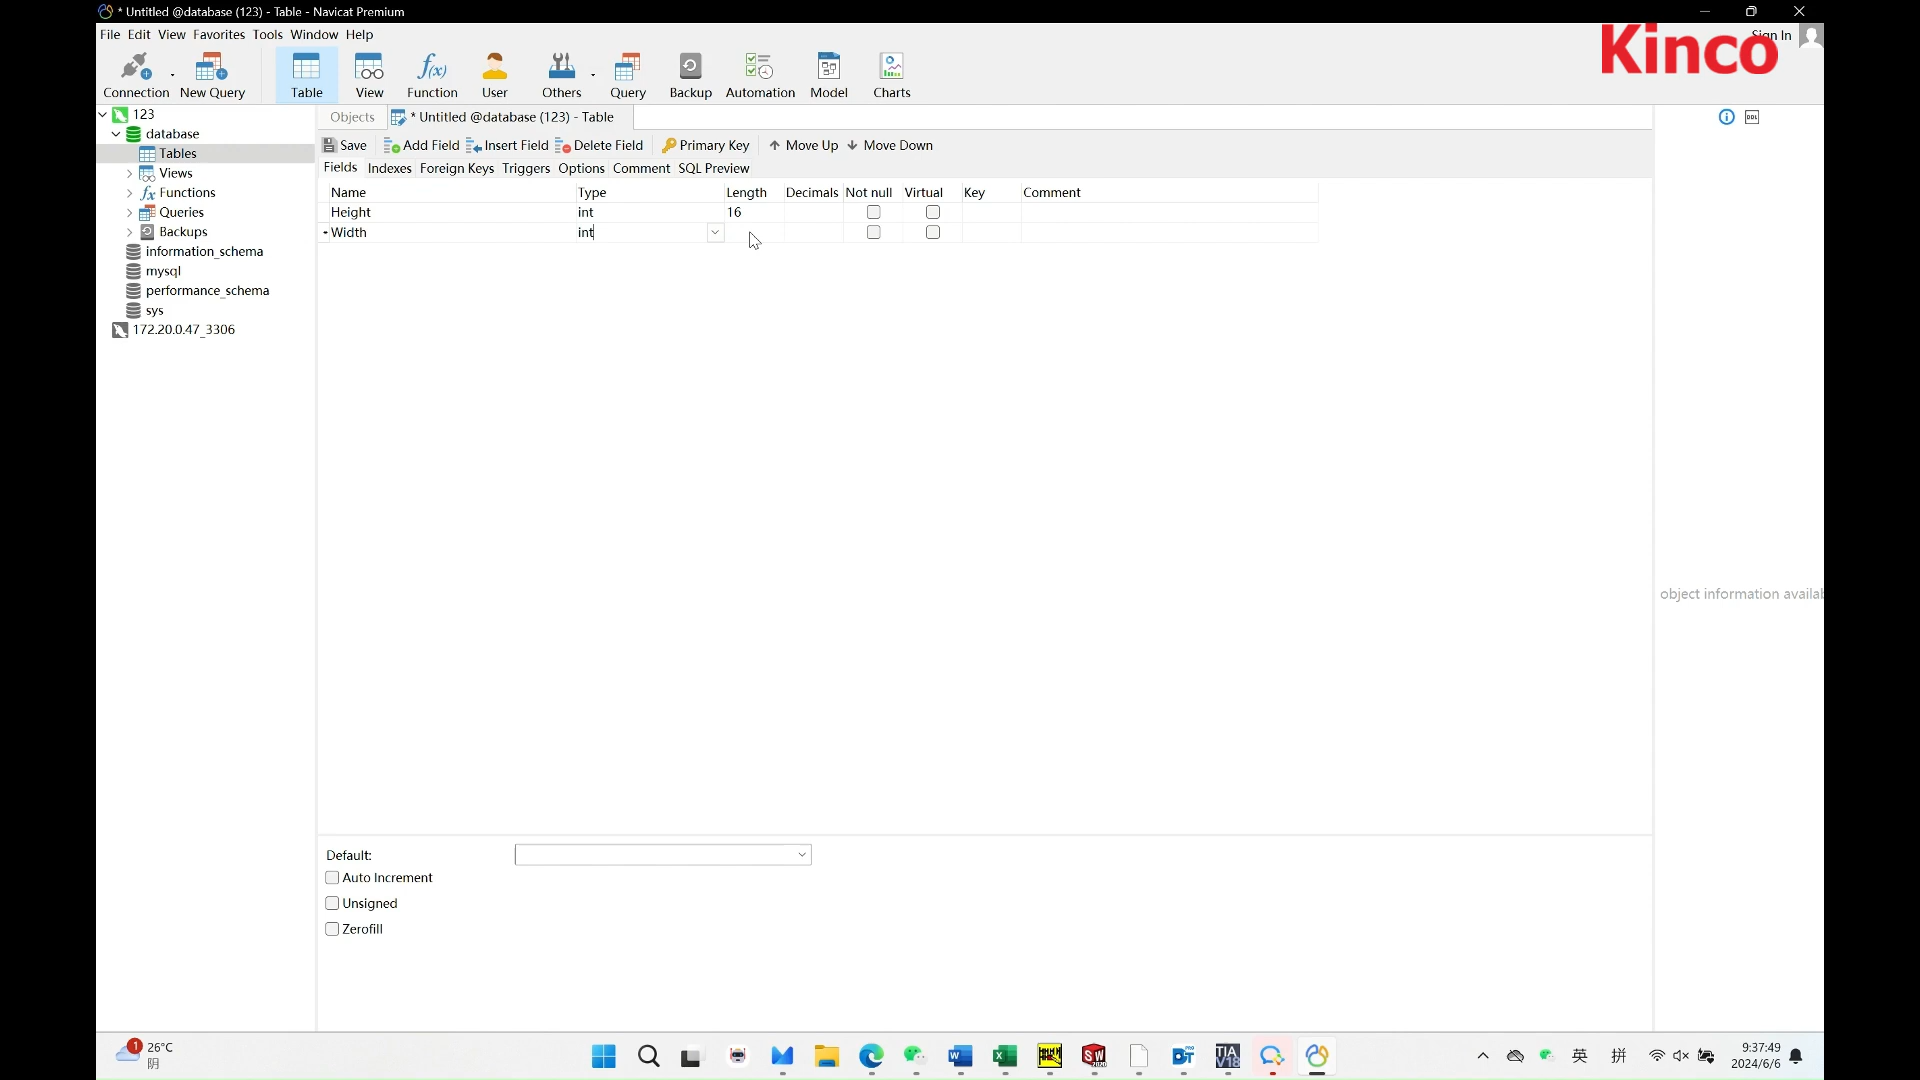 * Untitled @database (123) - Table - Navicat Premium
File Edit View Favorites Tools Window Help
Sign In
Kinco
Connection New Query Table View Function User Others Query Backup Automation Model Charts
123
database
Tables
Views
Functions
Queries
Backups
information_schema
mysql
performance_schema
sys
172.20.0.47_3306
Objects * Untitled @database (123) - Table
Save Add Field Insert Field Delete Field Primary Key Move Up Move Down
Fields Indexes Foreign Keys Triggers Options Comment SQL Preview
Name Type Length Decimals Not null Virtual Key Comment
Height int 16
Width int
object information availab
Default:
Auto Increment
Unsigned
Zerofill
1 26°C
阴
英 拼 9:37:49
2024/6/6